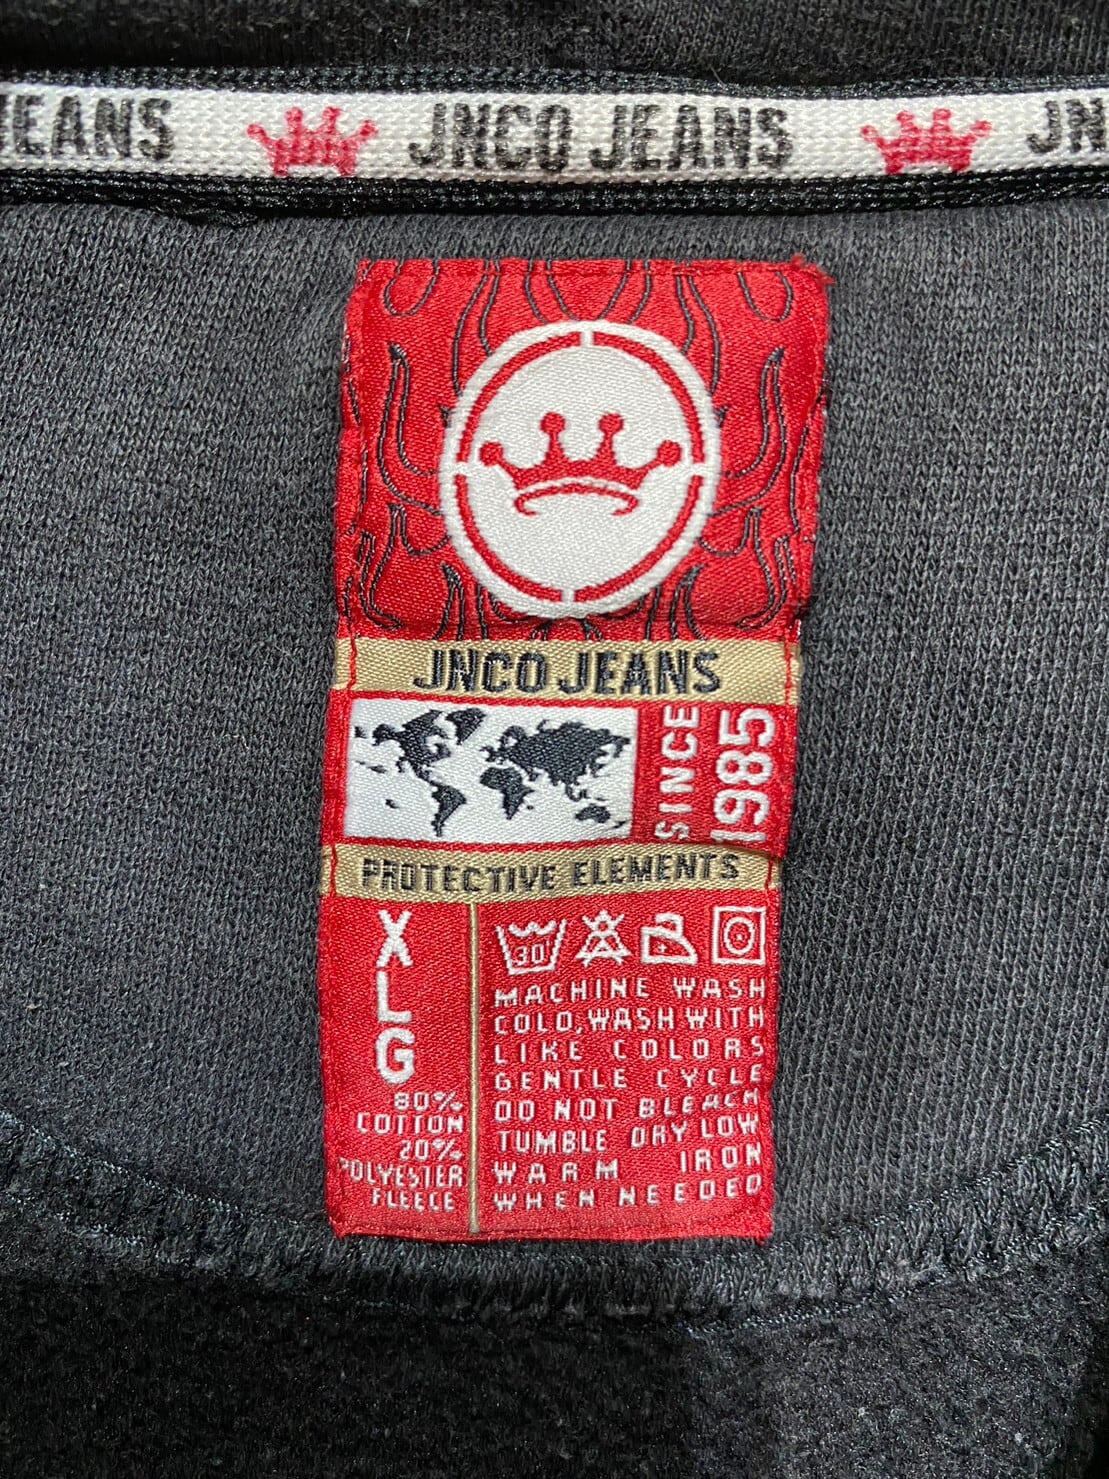 JEANS JNCO JEANS JN
JNCO JEANS
SINCE
1985
PROTECTIVE ELEMENTS
XLG
80%
COTTON
20%
POLYESTER
FLEECE
30
MACHINE WASH
COLD, WASH WITH
LIKE COLORS
GENTLE CYCLE
DO NOT BLEACH
TUMBLE DRY LOW
WARM IRON
WHEN NEEDED